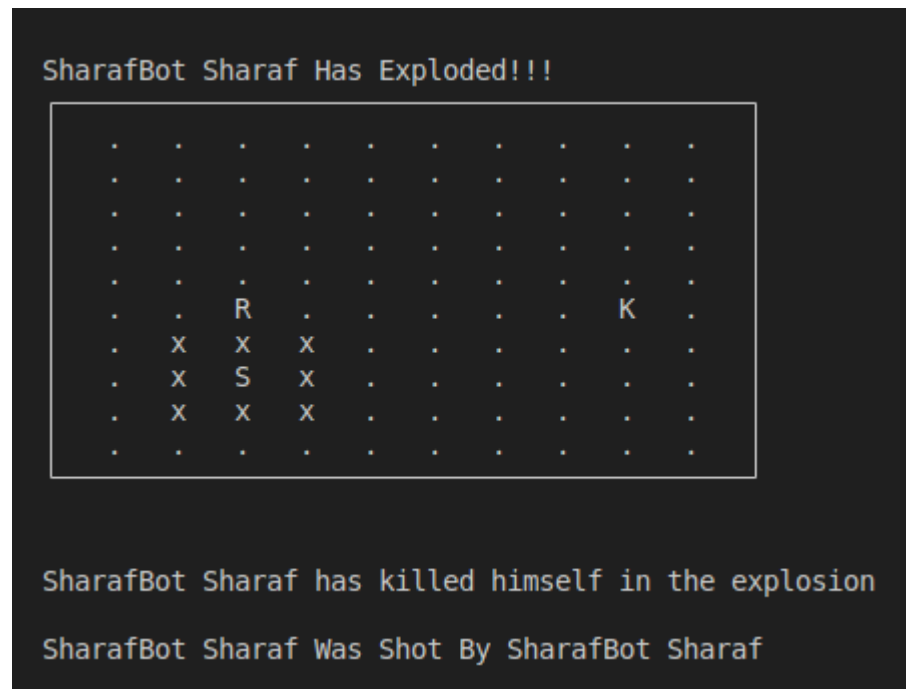 SharafBot Sharaf Has Exploded!!!
. . . . . . . . . .
. . . . . . . . . .
. . . . . . . . . .
. . . . . . . . . .
. . . . . . . . . .
. . R . . . . . K .
. x x x . . . . . .
. x S x . . . . . .
. x x x . . . . . .
. . . . . . . . . .
SharafBot Sharaf has killed himself in the explosion
SharafBot Sharaf Was Shot By SharafBot Sharaf